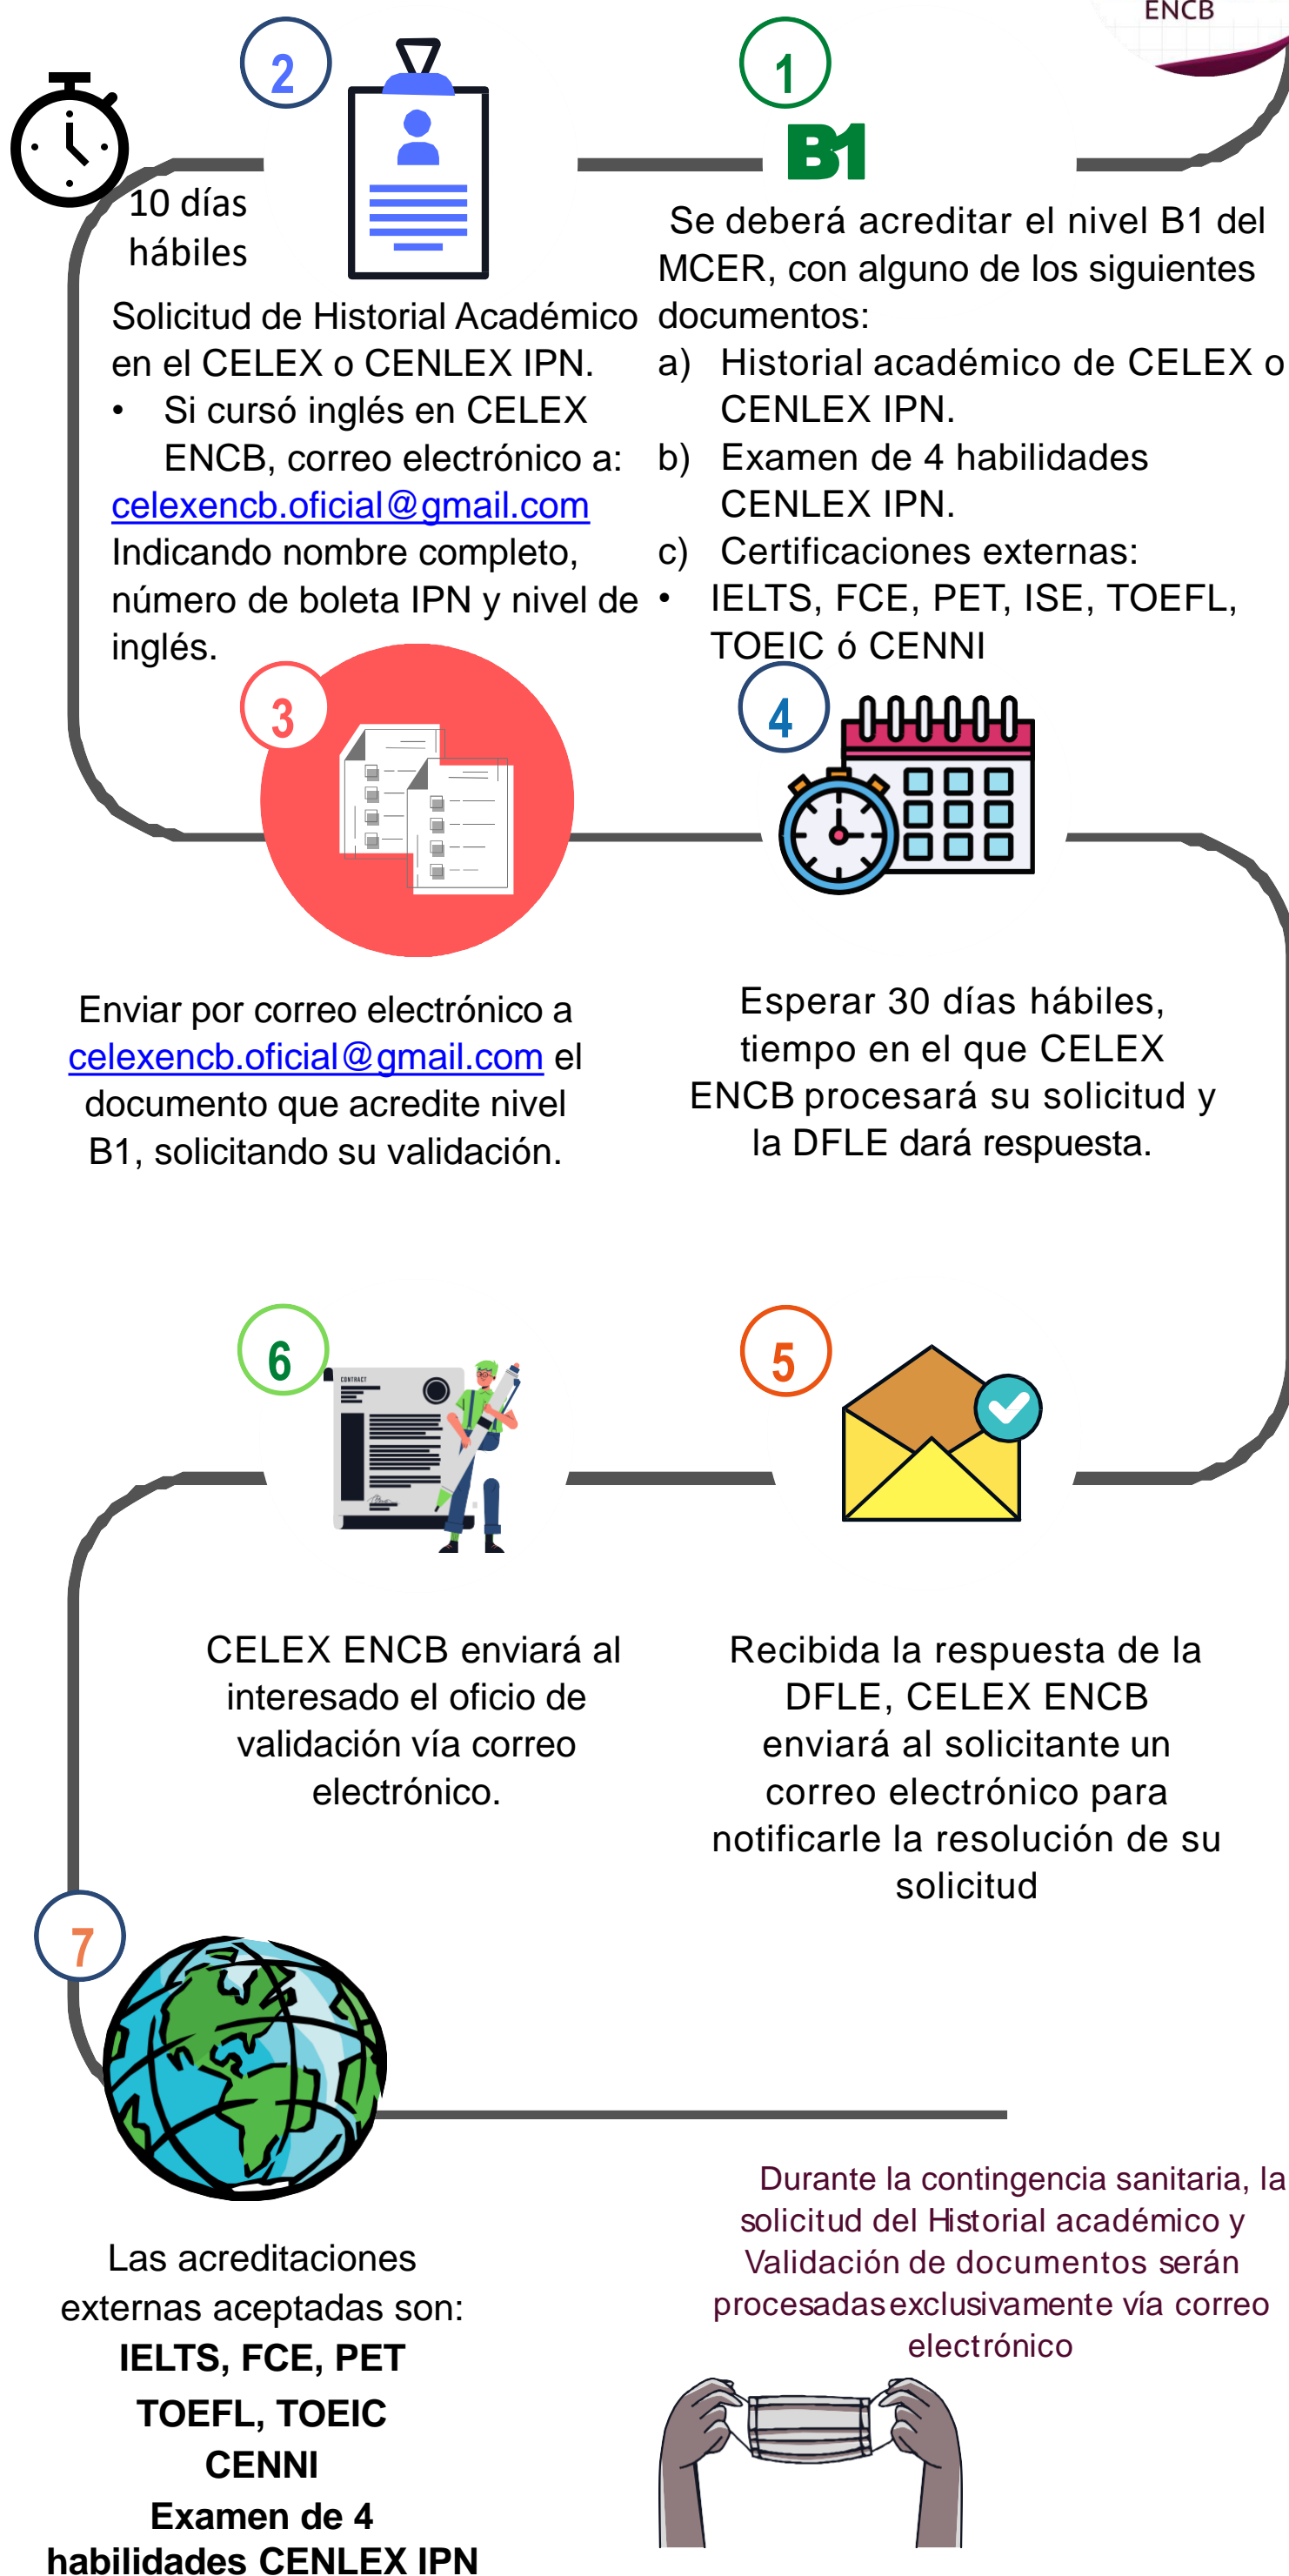 ENCB
1
B1
Se deberá acreditar el nivel B1 del
MCER, con alguno de los siguientes
documentos:
a) Historial académico de CELEX o
CENLEX IPN.
b) Examen de 4 habilidades
CENLEX IPN.
c) Certificaciones externas:
• IELTS, FCE, PET, ISE, TOEFL,
TOEIC ó CENNI
2
10 días
hábiles
Solicitud de Historial Académico
en el CELEX o CENLEX IPN.
• Si cursó inglés en CELEX
ENCB, correo electrónico a:
celexencb.oficial@gmail.com
Indicando nombre completo,
número de boleta IPN y nivel de
inglés.
3
Enviar por correo electrónico a
celexencb.oficial@gmail.com el
documento que acredite nivel
B1, solicitando su validación.
4
Esperar 30 días hábiles,
tiempo en el que CELEX
ENCB procesará su solicitud y
la DFLE dará respuesta.
5
Recibida la respuesta de la
DFLE, CELEX ENCB
enviará al solicitante un
correo electrónico para
notificarle la resolución de su
solicitud
6
CONTRACT
CELEX ENCB enviará al
interesado el oficio de
validación vía correo
electrónico.
7
Las acreditaciones
externas aceptadas son:
IELTS, FCE, PET
TOEFL, TOEIC
CENNI
Examen de 4
habilidades CENLEX IPN
Durante la contingencia sanitaria, la
solicitud del Historial académico y
Validación de documentos serán
procesadas exclusivamente vía correo
electrónico